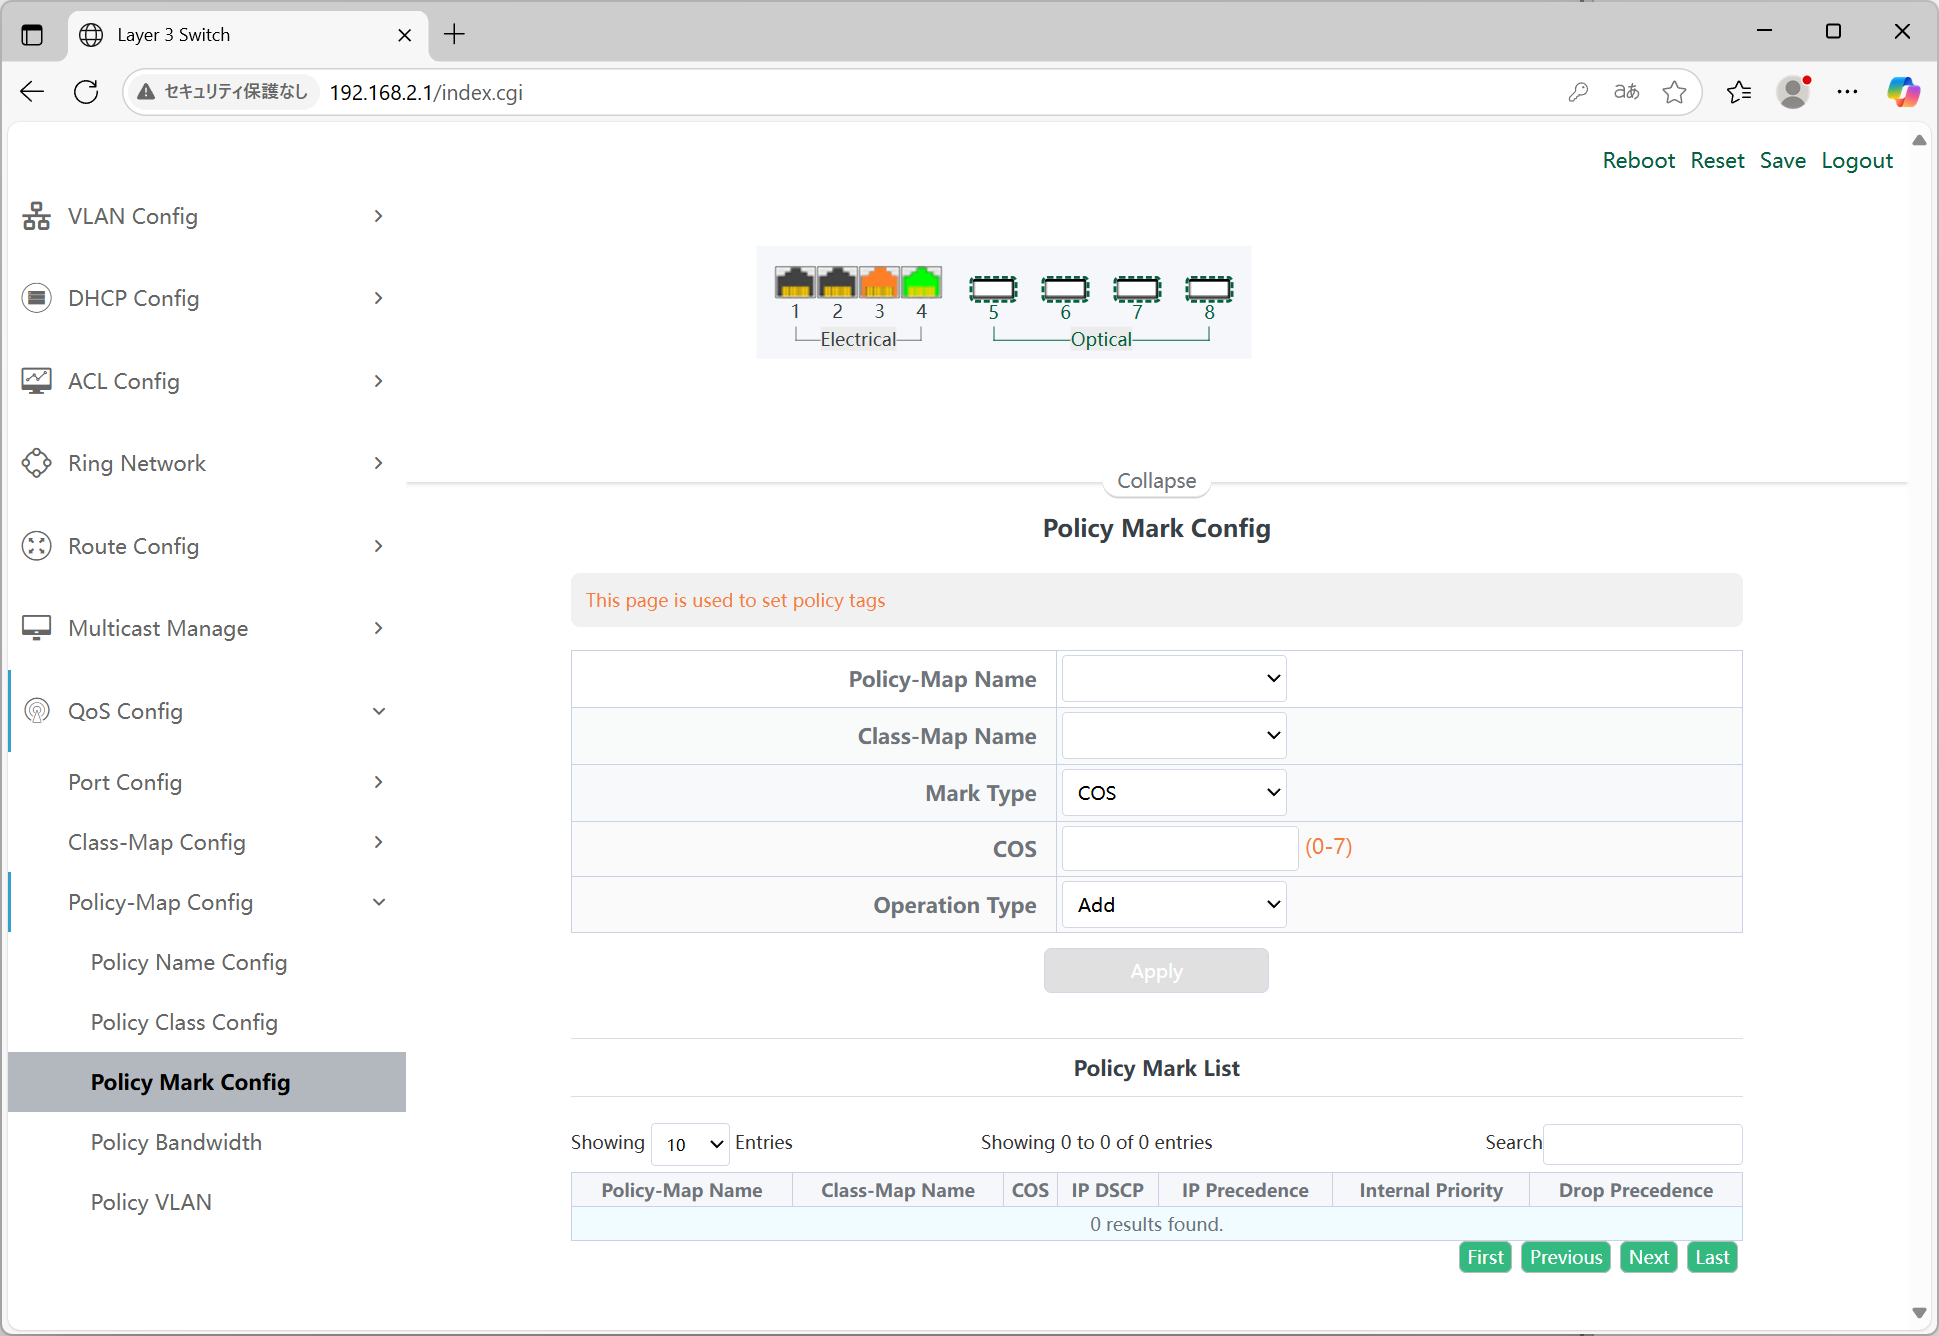 Layer 3 Switch
セキュリティ保護なし 192.168.2.1/index.cgi aあ
Reboot Reset Save Logout
VLAN Config
DHCP Config
ACL Config
Ring Network
Route Config
Multicast Manage
QoS Config
Port Config
Class-Map Config
Policy-Map Config
Policy Name Config
Policy Class Config
Policy Mark Config
Policy Bandwidth
Policy VLAN
1 2 3 4 5 6 7 8
Electrical Optical
Collapse
Policy Mark Config
This page is used to set policy tags
Policy-Map Name
Class-Map Name
Mark Type COS
COS (0-7)
Operation Type Add
Apply
Policy Mark List
Showing 10 Entries Showing 0 to 0 of 0 entries Search
Policy-Map Name Class-Map Name COS IP DSCP IP Precedence Internal Priority Drop Precedence
0 results found.
First Previous Next Last